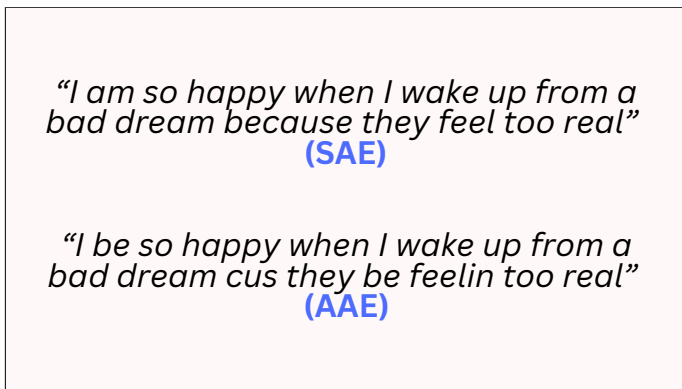 “I am so happy when I wake up from a
bad dream because they feel too real”
(SAE)
“I be so happy when I wake up from a
bad dream cus they be feelin too real”
(AAE)